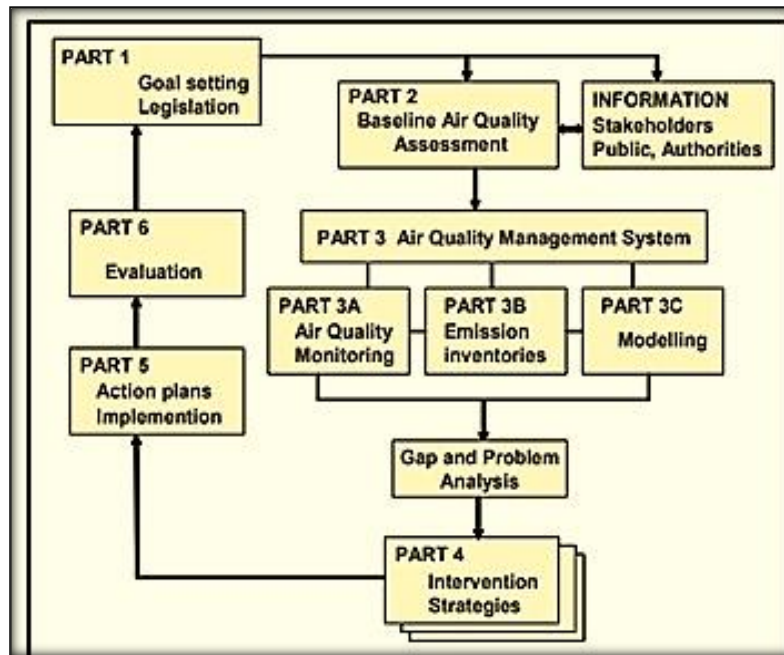 PART 1
Goal setting
Legislation
PART 2
Baseline Air Quality
Assessment
INFORMATION
Stakeholders
Public, Authorities
PART 3 Air Quality Management System
PART 3A
Air Quality
Monitoring
PART 3B
Emission
inventories
PART 3C
Modelling
Gap and Problem
Analysis
PART 4
Intervention
Strategies
PART 5
Action plans
Implemention
PART 6
Evaluation